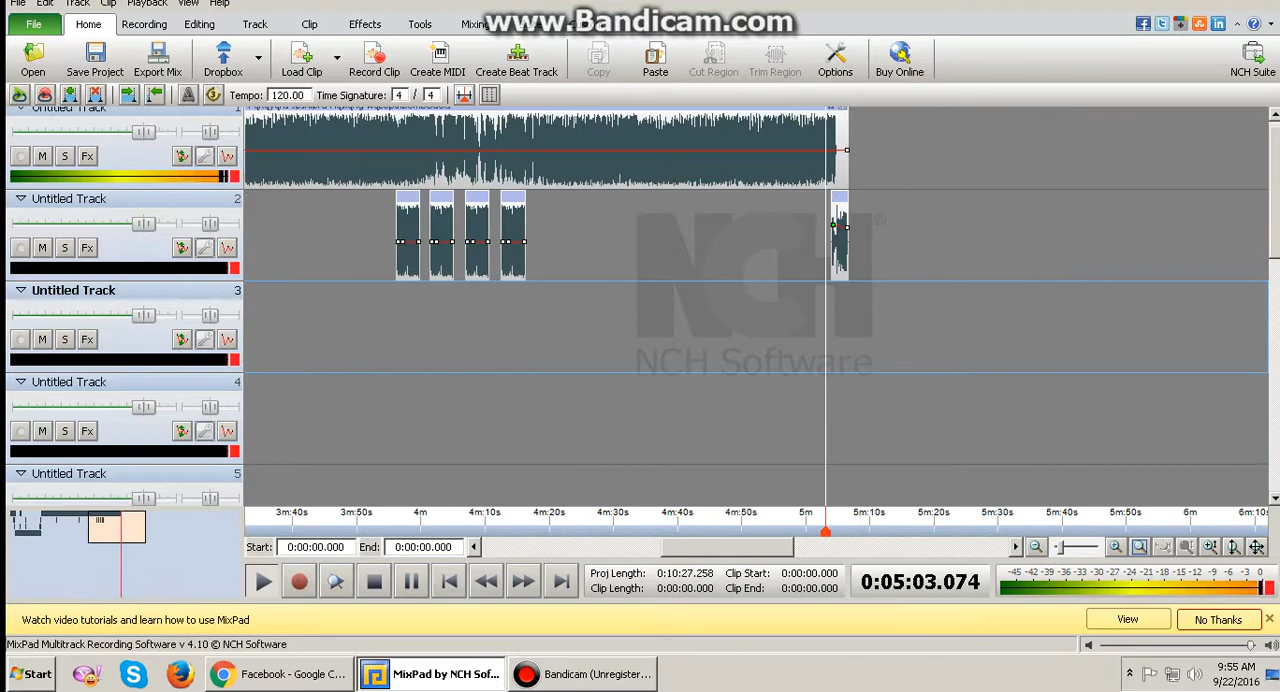 www.Bandicam.com
File Edit Track Clip Playback View Help
File Home Recording Editing Track Clip Effects Tools Mixing
Open Save Project Export Mix Dropbox Load Clip Record Clip Create MIDI Create Beat Track Copy Paste Cut Region Trim Region Options Buy Online NCH Suite
Tempo: 120.00 Time Signature: 4 / 4
Untitled Track 1
M S Fx
Untitled Track 2
M S Fx
Untitled Track 3
M S Fx
Untitled Track 4
M S Fx
Untitled Track 5
NCH ®
NCH Software
3m:40s 3m:50s 4m 4m:10s 4m:20s 4m:30s 4m:40s 4m:50s 5m 5m:10s 5m:20s 5m:30s 5m:40s 5m:50s 6m 6m:10s
Start: 0:00:00.000 End: 0:00:00.000
Proj Length: 0:10:27.258 Clip Start: 0:00:00.000
Clip Length: 0:00:00.000 Clip End: 0:00:00.000
0:05:03.074
-45 -42 -39 -36 -33 -30 -27 -24 -21 -18 -15 -12 -9 -6 -3 0
Watch video tutorials and learn how to use MixPad View No Thanks
MixPad Multitrack Recording Software v 4.10 © NCH Software
Start Facebook - Google C... MixPad by NCH Sof... Bandicam (Unregister... 9:55 AM
9/22/2016